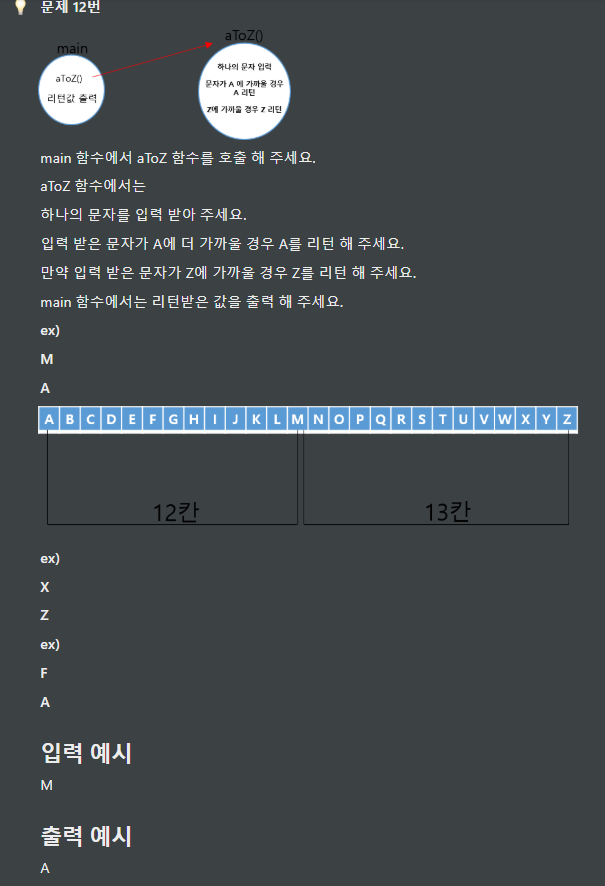 문제 12번
main
aToZ()
aToZ()
리턴값 출력
하나의 문자 입력
문자가 A 에 가까울 경우
A 리턴
Z에 가까울 경우 Z 리턴
main 함수에서 aToZ 함수를 호출 해 주세요.
aToZ 함수에서는
하나의 문자를 입력 받아 주세요.
입력 받은 문자가 A에 더 가까울 경우 A를 리턴 해 주세요.
만약 입력 받은 문자가 Z에 가까울 경우 Z를 리턴 해 주세요.
main 함수에서는 리턴받은 값을 출력 해 주세요.
ex)
M
A
A B C D E F G H I J K L M N O P Q R S T U V W X Y Z
12칸 13칸
ex)
X
Z
ex)
F
A
입력 예시
M
출력 예시
A